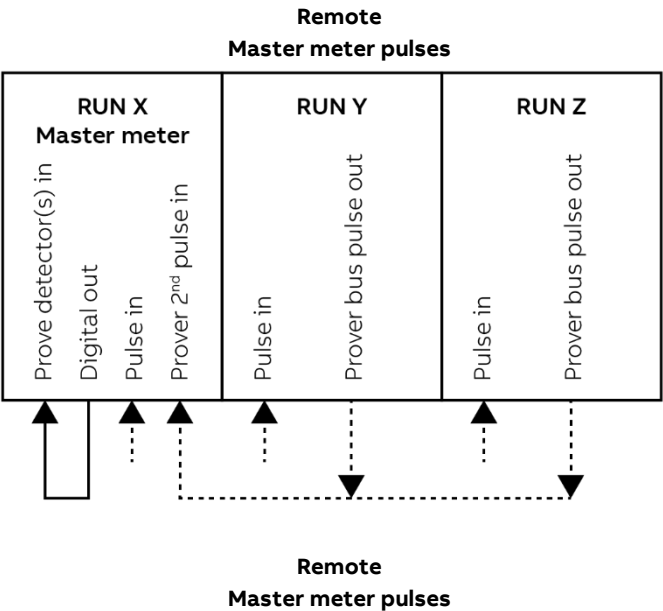 Remote
Master meter pulses
RUN X
Master meter
Prove detector(s) in
Digital out
Pulse in
Prover 2nd pulse in
RUN Y
Pulse in
Prover bus pulse out
RUN Z
Pulse in
Prover bus pulse out
Remote
Master meter pulses